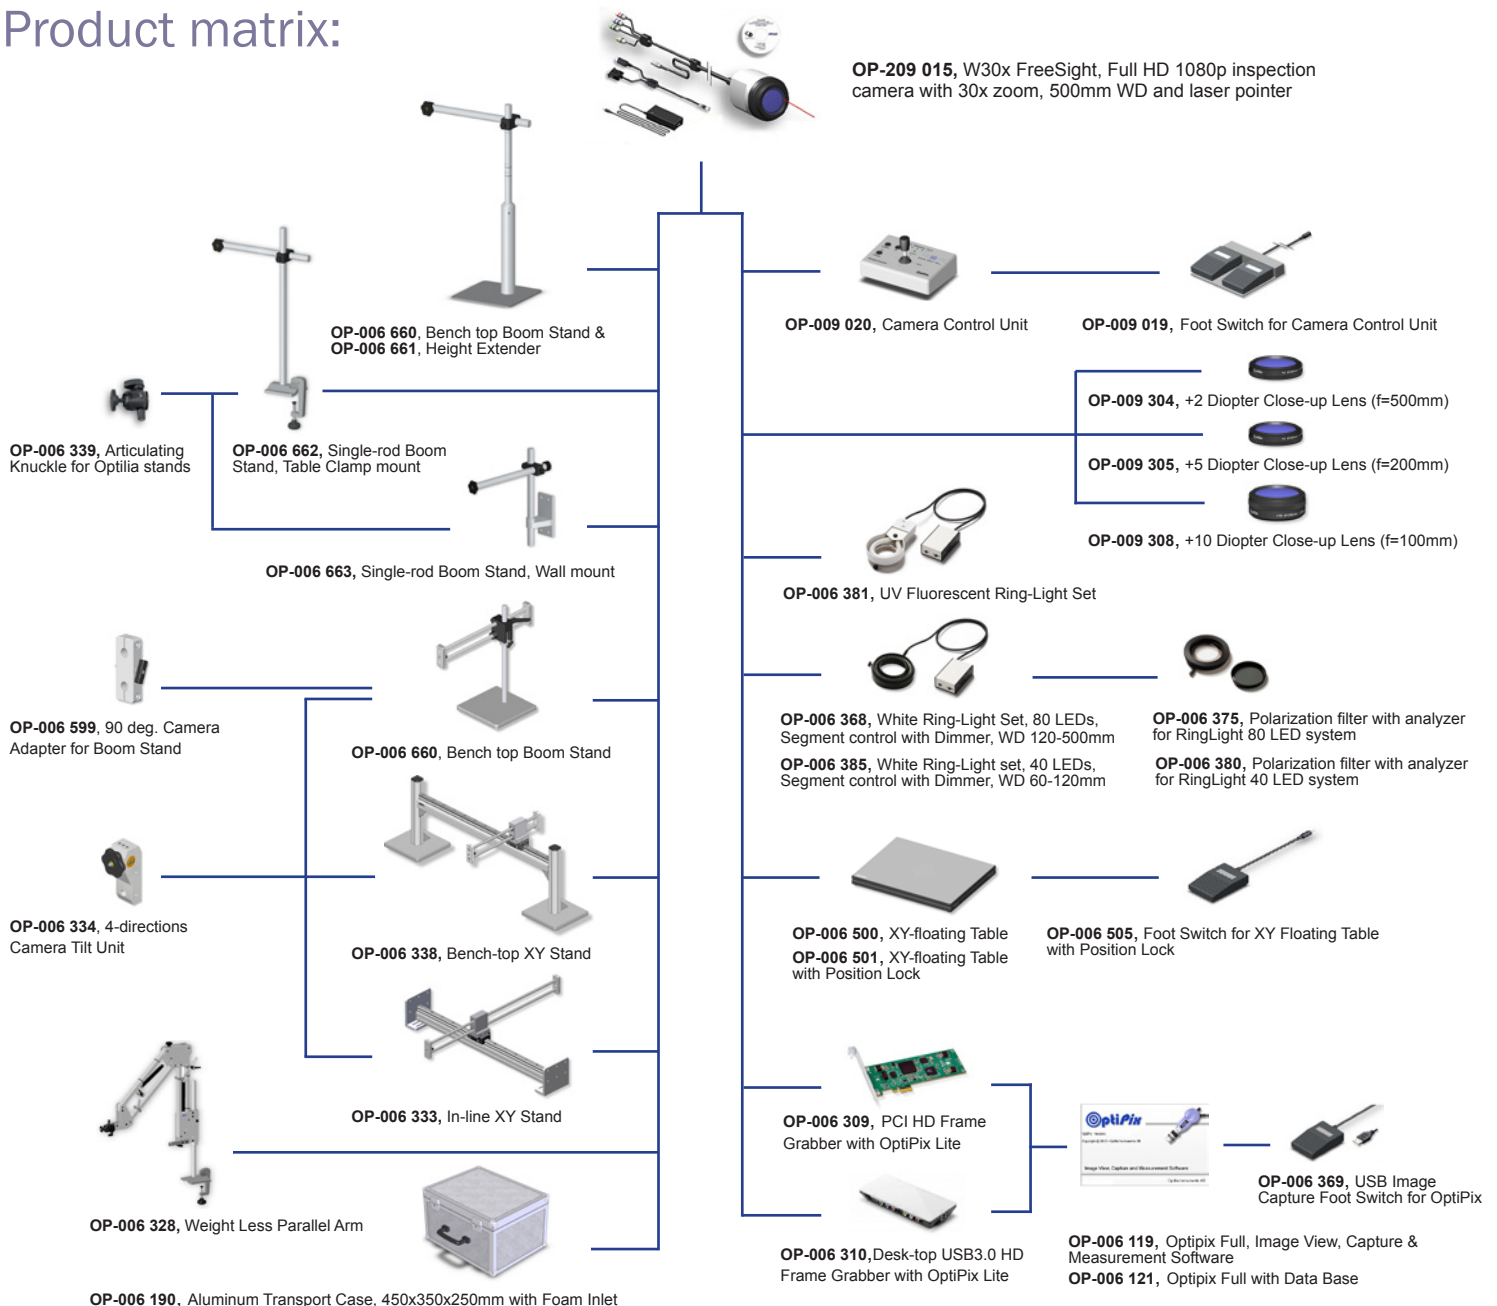 Product matrix:
OP-209 015, W30x FreeSight, Full HD 1080p inspection
camera with 30x zoom, 500mm WD and laser pointer
OP-006 660, Bench top Boom Stand &
OP-006 661, Height Extender
OP-009 020, Camera Control Unit
OP-009 019, Foot Switch for Camera Control Unit
OP-009 304, +2 Diopter Close-up Lens (f=500mm)
OP-006 339, Articulating
Knuckle for Optilia stands
OP-006 662, Single-rod Boom
Stand, Table Clamp mount
OP-009 305, +5 Diopter Close-up Lens (f=200mm)
OP-009 308, +10 Diopter Close-up Lens (f=100mm)
OP-006 663, Single-rod Boom Stand, Wall mount
OP-006 381, UV Fluorescent Ring-Light Set
OP-006 599, 90 deg. Camera
Adapter for Boom Stand
OP-006 660, Bench top Boom Stand
OP-006 368, White Ring-Light Set, 80 LEDs,
Segment control with Dimmer, WD 120-500mm
OP-006 385, White Ring-Light set, 40 LEDs,
Segment control with Dimmer, WD 60-120mm
OP-006 375, Polarization filter with analyzer
for RingLight 80 LED system
OP-006 380, Polarization filter with analyzer
for RingLight 40 LED system
OP-006 334, 4-directions
Camera Tilt Unit
OP-006 338, Bench-top XY Stand
OP-006 500, XY-floating Table
OP-006 501, XY-floating Table
with Position Lock
OP-006 505, Foot Switch for XY Floating Table
with Position Lock
OP-006 333, In-line XY Stand
OP-006 309, PCI HD Frame
Grabber with OptiPix Lite
OptiPix
Image View, Capture and Measurement Software
OP-006 369, USB Image
Capture Foot Switch for OptiPix
OP-006 328, Weight Less Parallel Arm
OP-006 310,Desk-top USB3.0 HD
Frame Grabber with OptiPix Lite
OP-006 119, Optipix Full, Image View, Capture &
Measurement Software
OP-006 121, Optipix Full with Data Base
OP-006 190, Aluminum Transport Case, 450x350x250mm with Foam Inlet